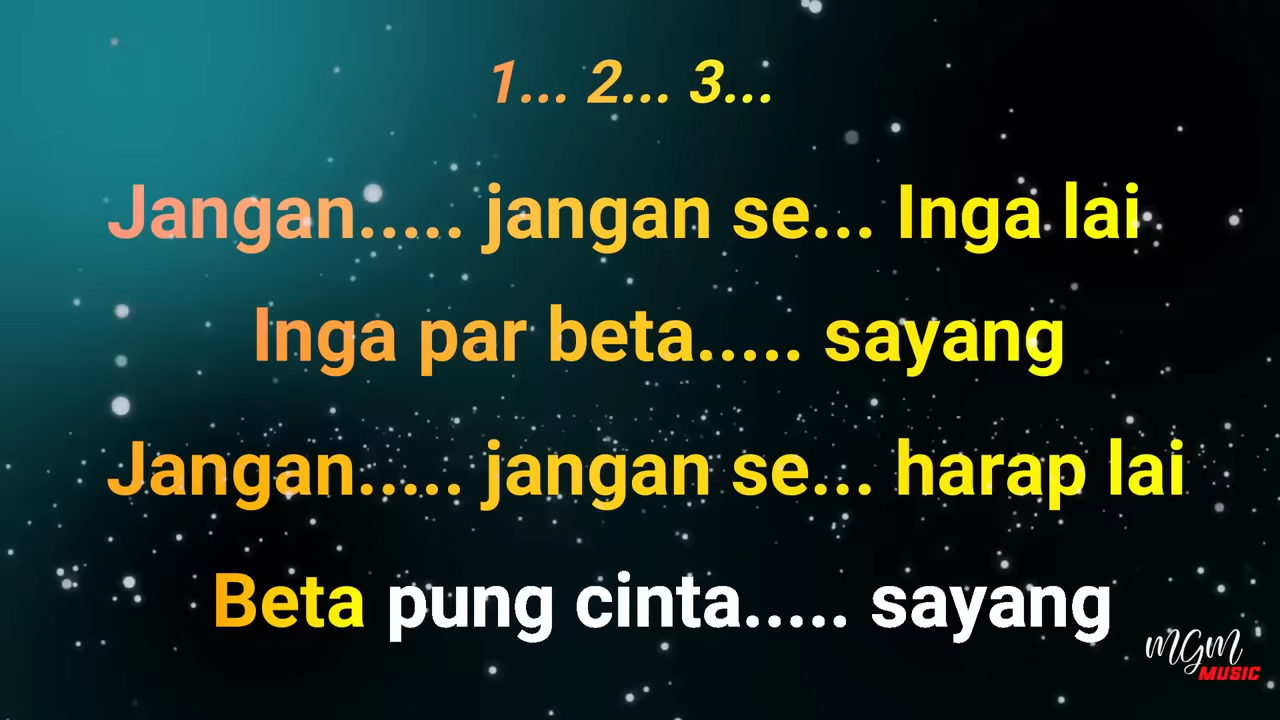 1... 2... 3...
Jangan..... jangan se... Inga lai
Inga par beta..... sayang
Jangan..... jangan se... harap lai
Beta pung cinta..... sayang
MGM
MUSIC